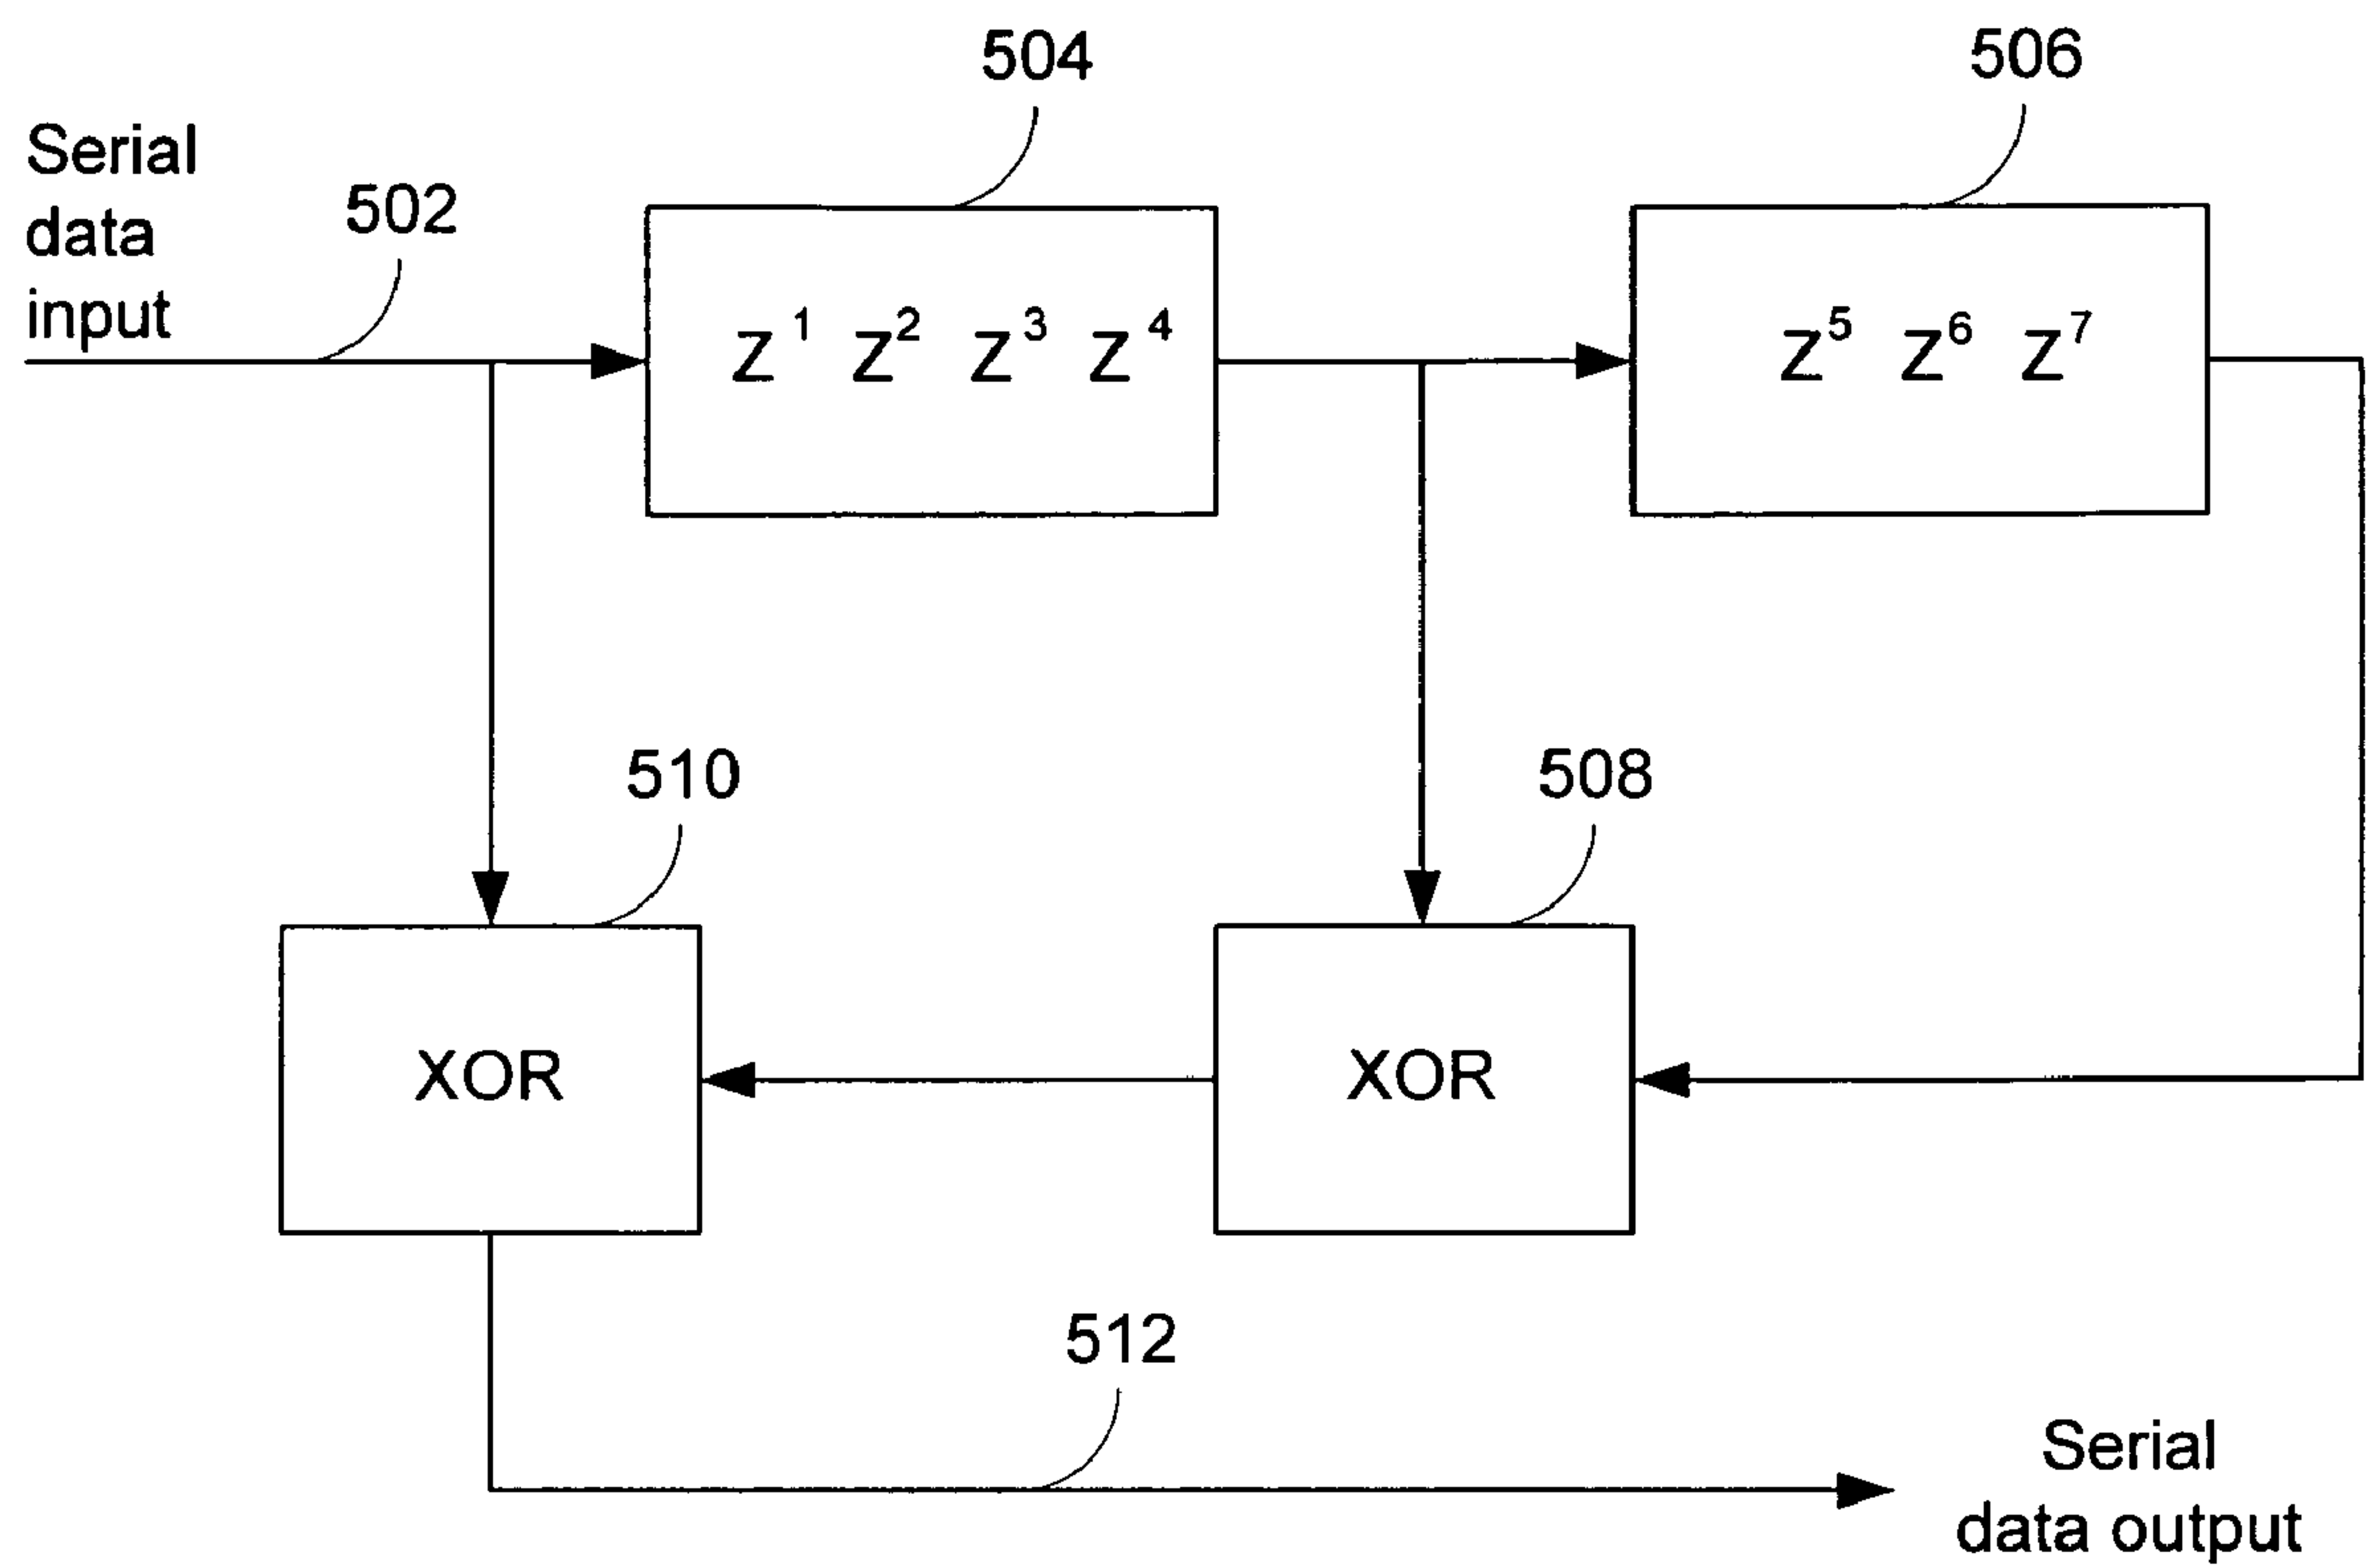 504
506
Serial
data
input
502
Z¹ Z² Z³ Z⁴
Z⁵ Z⁶ Z⁷
510
508
XOR
XOR
512
Serial
data output